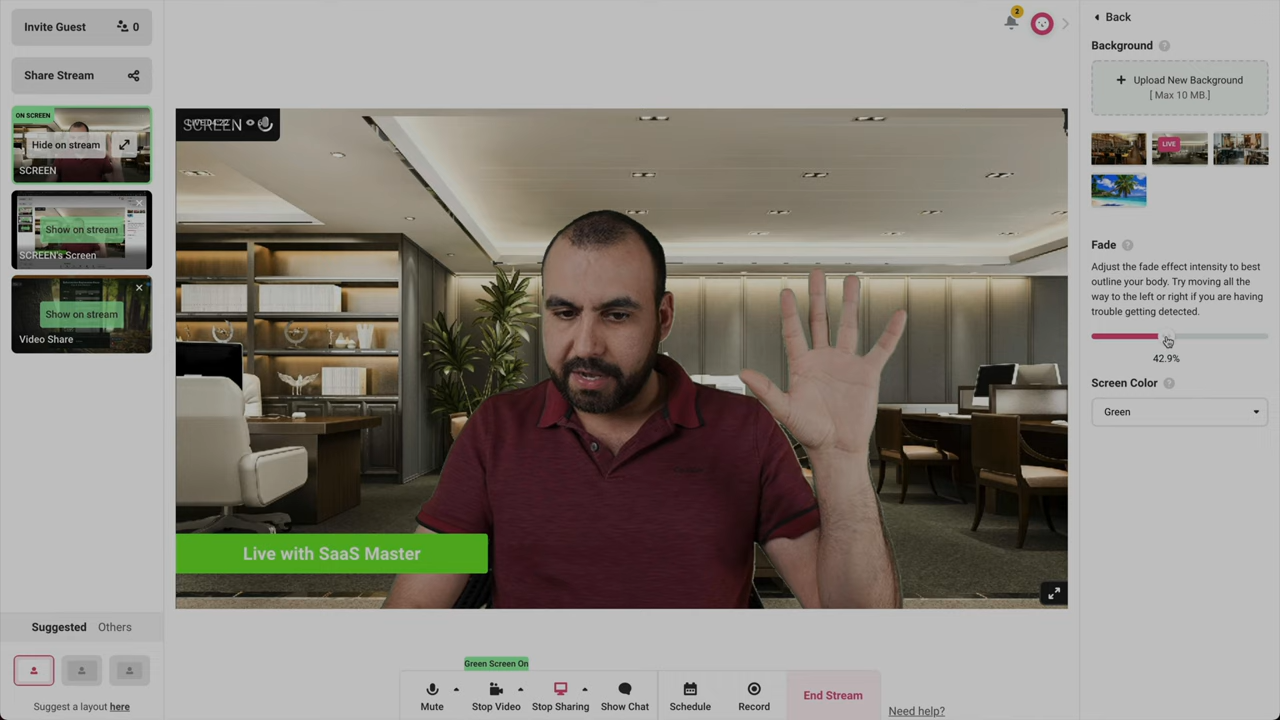 Invite Guest
0
Share Stream
ON SCREEN
Hide on stream
SCREEN
Show on stream
SCREEN's Screen
Show on stream
Video Share
Suggested
Others
Suggest a layout here
SCREEN
Live with SaaS Master
Green Screen On
Mute
Stop Video
Stop Sharing
Show Chat
Schedule
Record
End Stream
Need help?
2
Back
Background ?
+ Upload New Background
[ Max 10 MB.]
LIVE
Fade ?
Adjust the fade effect intensity to best
outline your body. Try moving all the
way to the left or right if you are having
trouble getting detected.
42.9%
Screen Color ?
Green